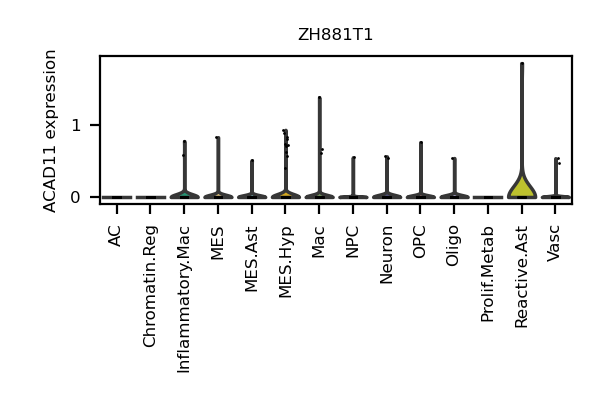 ZH881T1
ACAD11 expression
1
0
AC
Chromatin.Reg
Inflammatory.Mac
MES
MES.Ast
MES.Hyp
Mac
NPC
Neuron
OPC
Oligo
Prolif.Metab
Reactive.Ast
Vasc